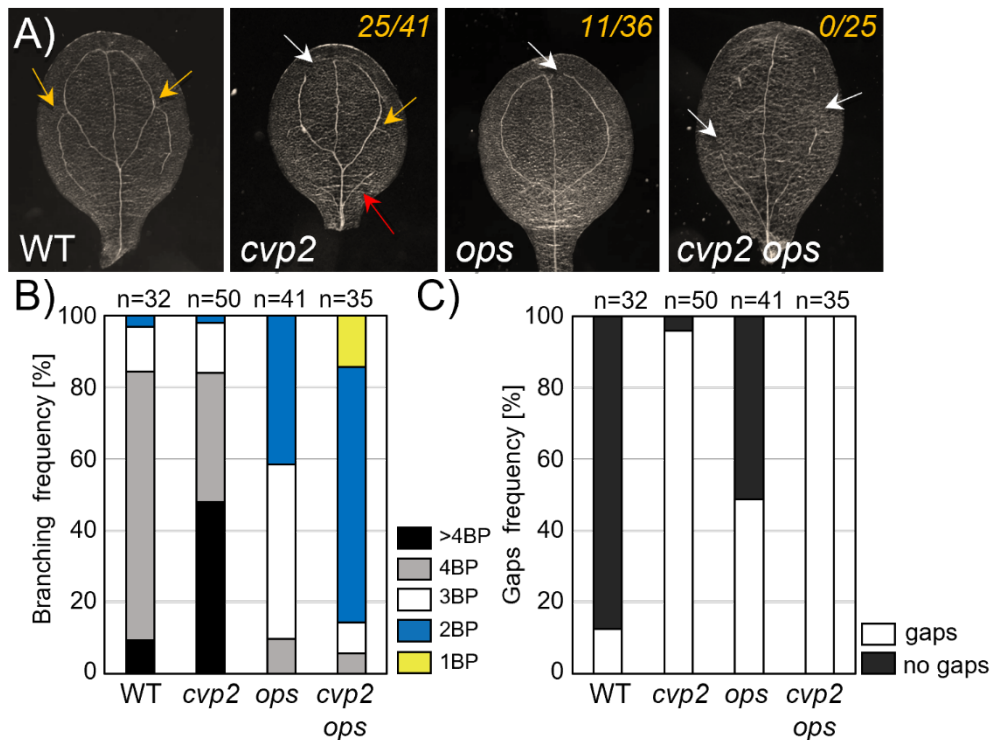 A)
25/41
11/36
0/25
WT
cvp2
ops
cvp2 ops
B)
n=32 n=50 n=41 n=35
Branching frequency [%]
100
80
60
40
20
0
WT
cvp2
ops
cvp2
ops
>4BP
4BP
3BP
2BP
1BP
C)
n=32 n=50 n=41 n=35
Gaps frequency [%]
100
80
60
40
20
0
WT
cvp2
ops
cvp2
ops
gaps
no gaps